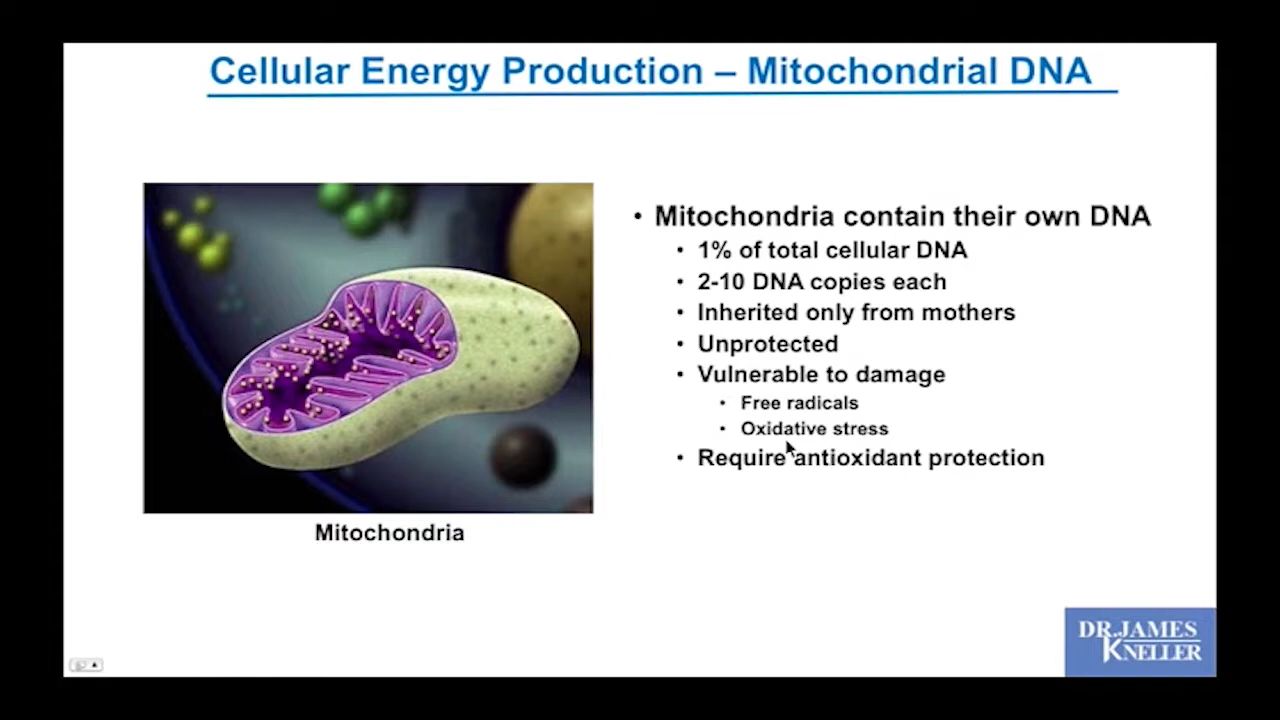 Cellular Energy Production – Mitochondrial DNA
• Mitochondria contain their own DNA
• 1% of total cellular DNA
• 2-10 DNA copies each
• Inherited only from mothers
• Unprotected
• Vulnerable to damage
• Free radicals
• Oxidative stress
• Require antioxidant protection
Mitochondria
DR.JAMES
KNELLER